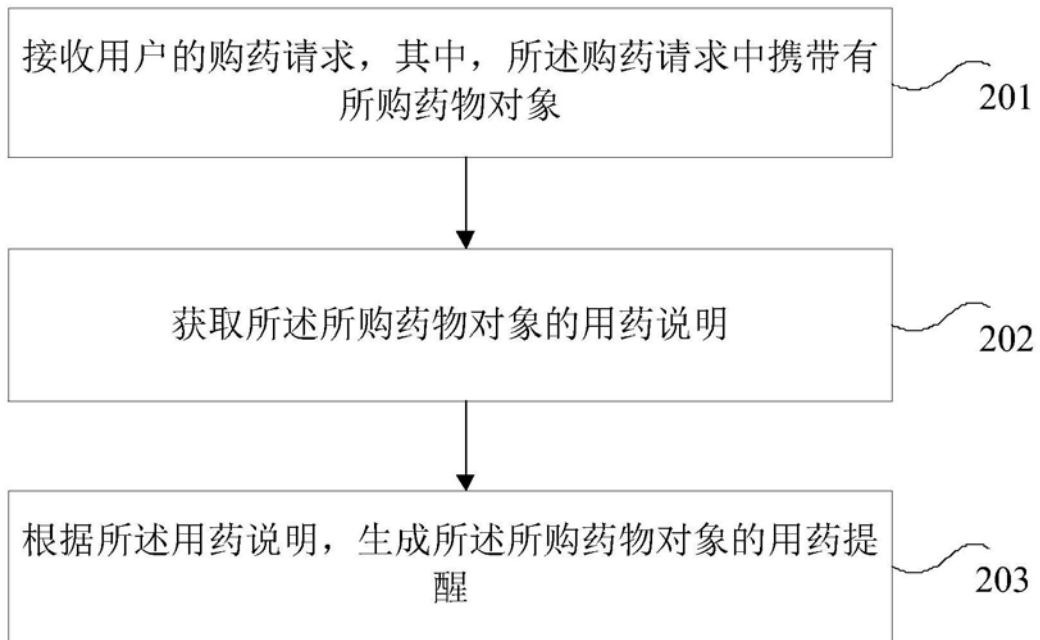 接收用户的购药请求，其中，所述购药请求中携带有
所购药物对象
201
获取所述所购药物对象的用药说明
202
根据所述用药说明，生成所述所购药物对象的用药提
醒
203